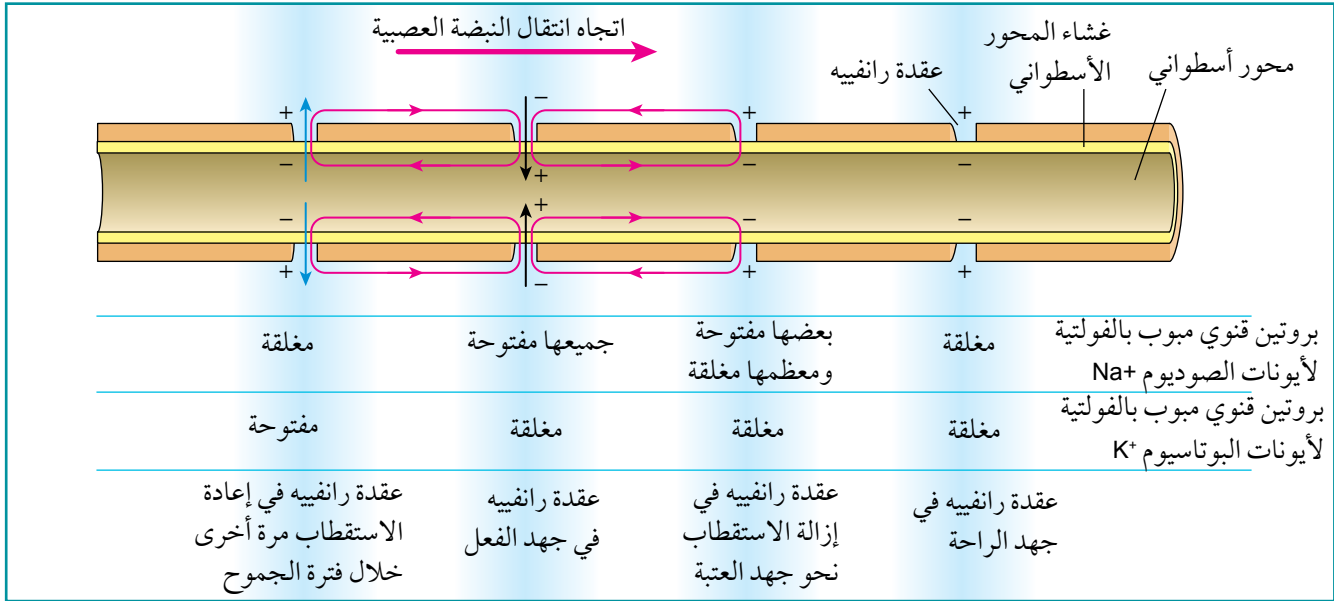 اتجاه انتقال النبضة العصبية
غشاء المحور
الأسطواني
محور أسطواني
عقدة رانفييه
+ − + +
− + − −
− + − −
+ − + +
بروتين قنوي مبوب بالفولتية
لأيونات الصوديوم Na+
مغلقة
بعضها مفتوحة
ومعظمها مغلقة
جميعها مفتوحة
مغلقة
بروتين قنوي مبوب بالفولتية
لأيونات البوتاسيوم K⁺
مغلقة
مغلقة
مغلقة
مفتوحة
عقدة رانفييه في
جهد الراحة
عقدة رانفييه في
إزالة الاستقطاب
نحو جهد العتبة
عقدة رانفييه
في جهد الفعل
عقدة رانفييه في إعادة
الاستقطاب مرة أخرى
خلال فترة الجموح